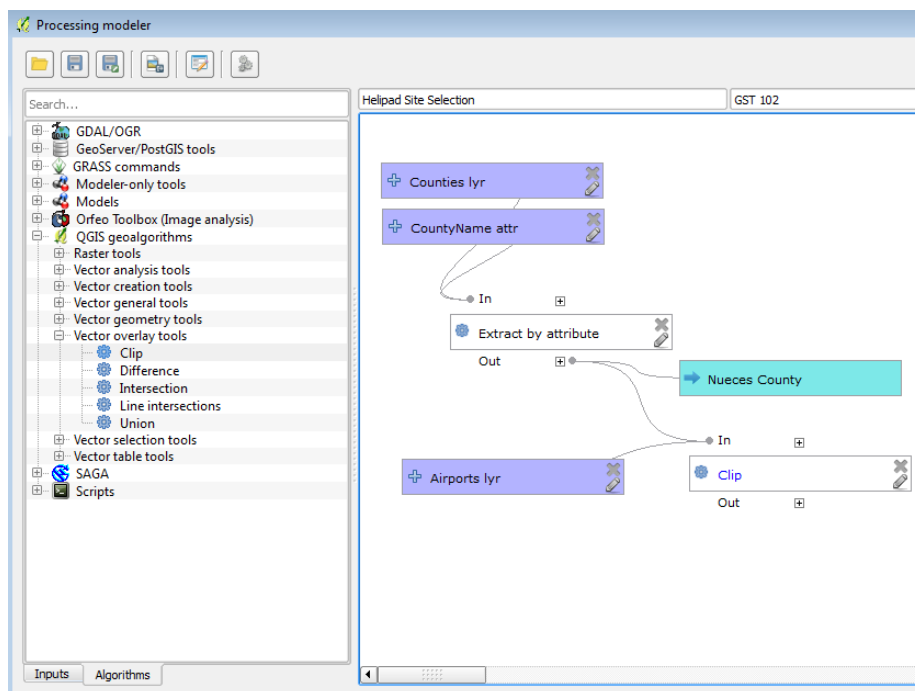 Processing modeler
Search...
Helipad Site Selection
GST 102
GDAL/OGR
GeoServer/PostGIS tools
GRASS commands
Modeler-only tools
Models
Orfeo Toolbox (Image analysis)
QGIS geoalgorithms
Raster tools
Vector analysis tools
Vector creation tools
Vector general tools
Vector geometry tools
Vector overlay tools
Clip
Difference
Intersection
Line intersections
Union
Vector selection tools
Vector table tools
SAGA
Scripts
Inputs
Algorithms
Counties lyr
CountyName attr
In
Extract by attribute
Out
Nueces County
In
Airports lyr
Clip
Out